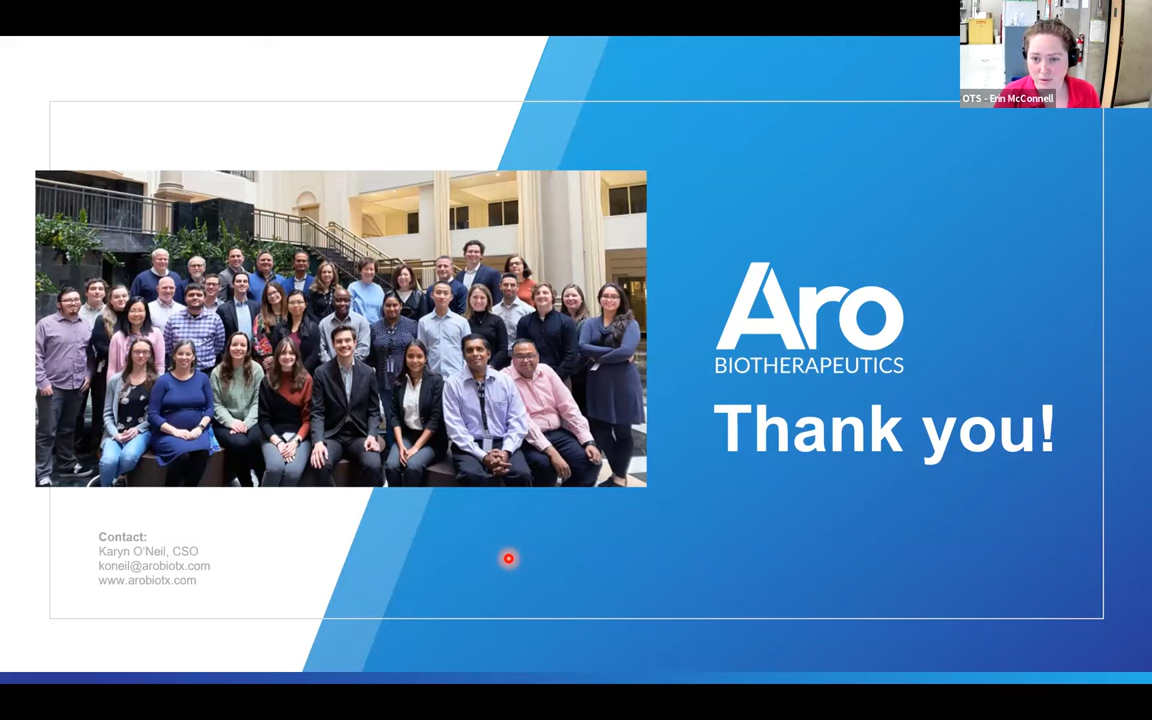 OTS - Erin McConnell
Aro
BIOTHERAPEUTICS
Thank you!
Contact:
Karyn O'Neil, CSO
koneil@arobiotx.com
www.arobiotx.com